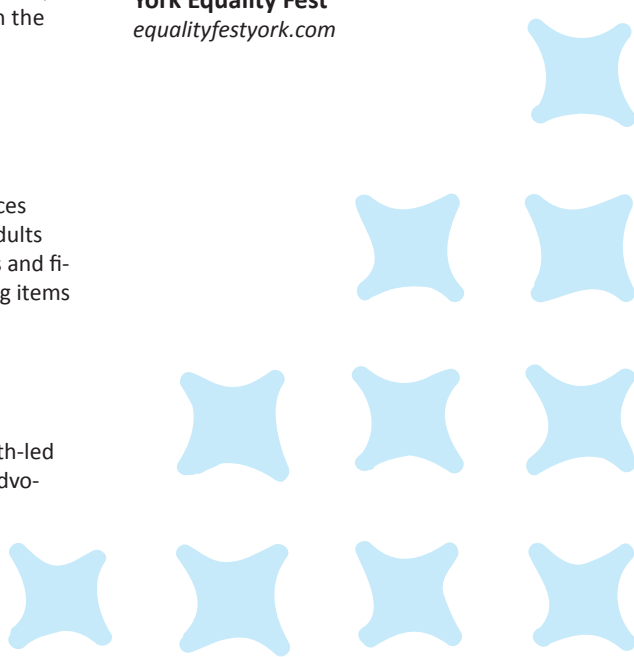 n the
ces
dults
s and fi-
g items
th-led
dvo-
York Equality Fest
equalityfestyork.com